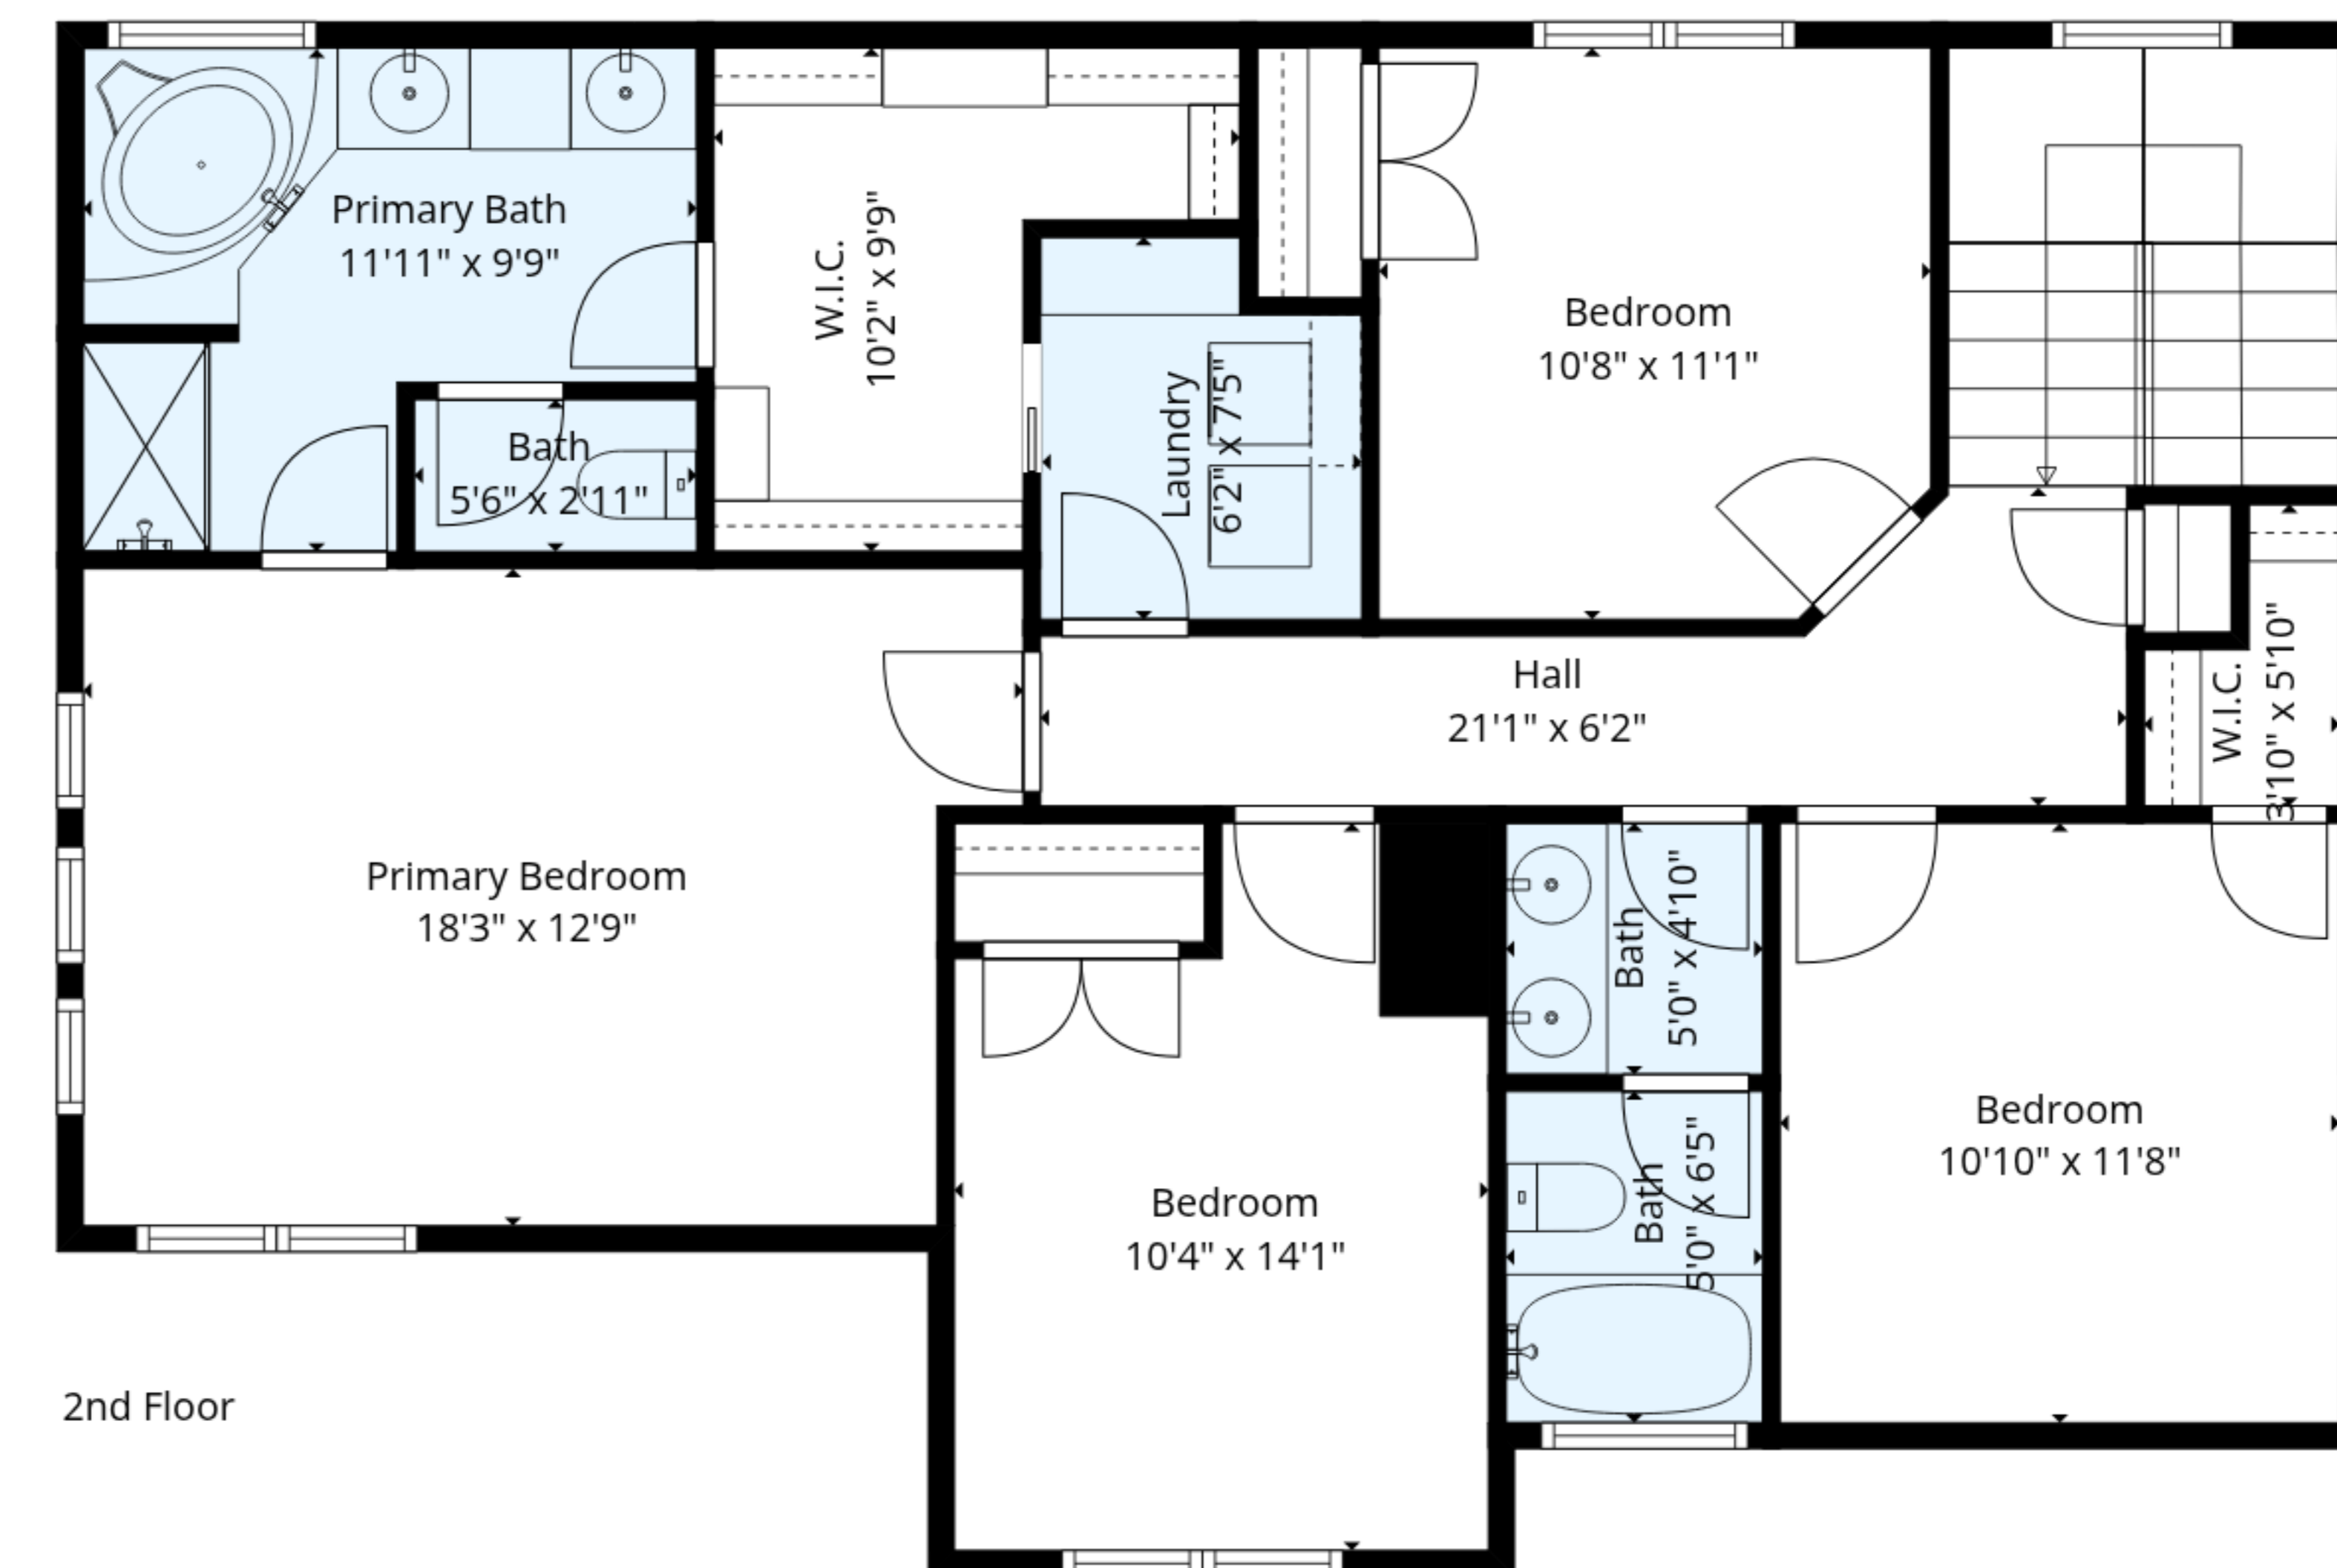 Primary Bath
11'11" x 9'9"
W.I.C.
10'2" x 9'9"
Bedroom
10'8" x 11'1"
Laundry
6'2" x 7'5"
Bath
5'6" x 2'11"
Hall
21'1" x 6'2"
W.I.C.
3'10" x 5'10"
Primary Bedroom
18'3" x 12'9"
Bath
5'0" x 4'10"
Bedroom
10'4" x 14'1"
Bath
5'0" x 6'5"
Bedroom
10'10" x 11'8"
2nd Floor